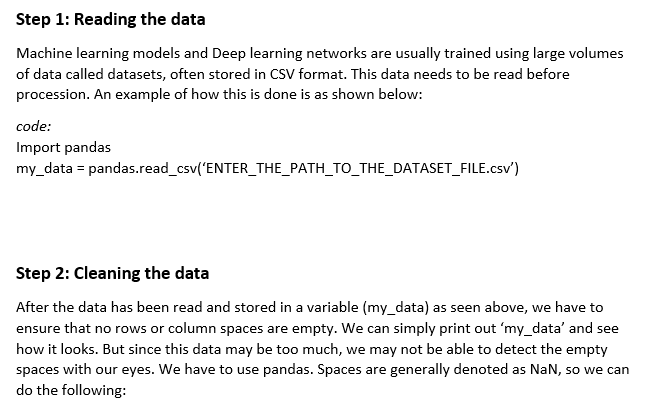 Step 1: Reading the data
Machine learning models and Deep learning networks are usually trained using large volumes
of data called datasets, often stored in CSV format. This data needs to be read before
procession. An example of how this is done is as shown below:
code:
Import pandas
my_data = pandas.read_csv(‘ENTER_THE_PATH_TO_THE_DATASET_FILE.csv’)
Step 2: Cleaning the data
After the data has been read and stored in a variable (my_data) as seen above, we have to
ensure that no rows or column spaces are empty. We can simply print out ‘my_data’ and see
how it looks. But since this data may be too much, we may not be able to detect the empty
spaces with our eyes. We have to use pandas. Spaces are generally denoted as NaN, so we can
do the following: